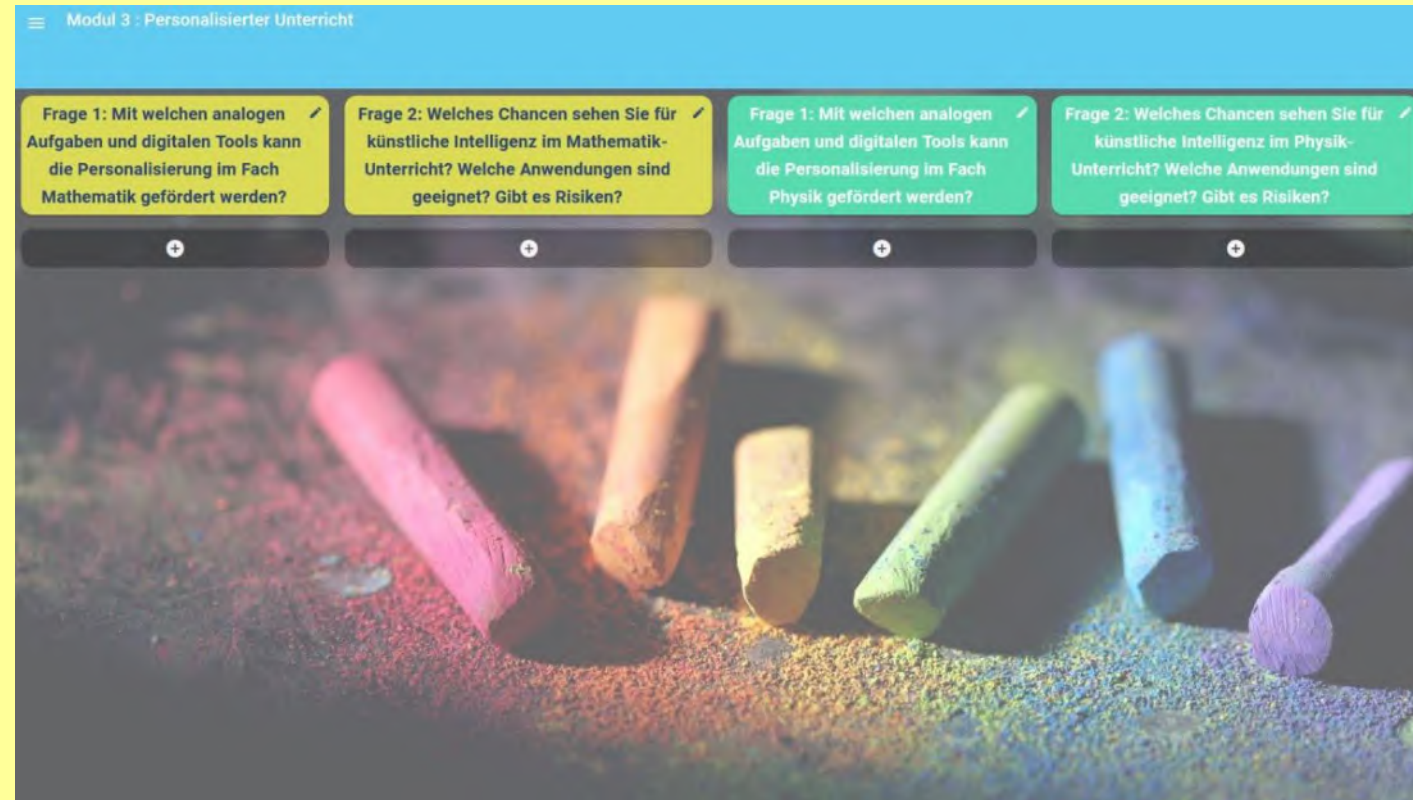 Modul 3 : Personalisierter Unterricht
Frage 1: Mit welchen analogen
Aufgaben und digitalen Tools kann
die Personalisierung im Fach
Mathematik gefördert werden?
Frage 2: Welches Chancen sehen Sie für
künstliche Intelligenz im Mathematik-
Unterricht? Welche Anwendungen sind
geeignet? Gibt es Risiken?
Frage 1: Mit welchen analogen
Aufgaben und digitalen Tools kann
die Personalisierung im Fach
Physik gefördert werden?
Frage 2: Welches Chancen sehen Sie für
künstliche Intelligenz im Physik-
Unterricht? Welche Anwendungen sind
geeignet? Gibt es Risiken?